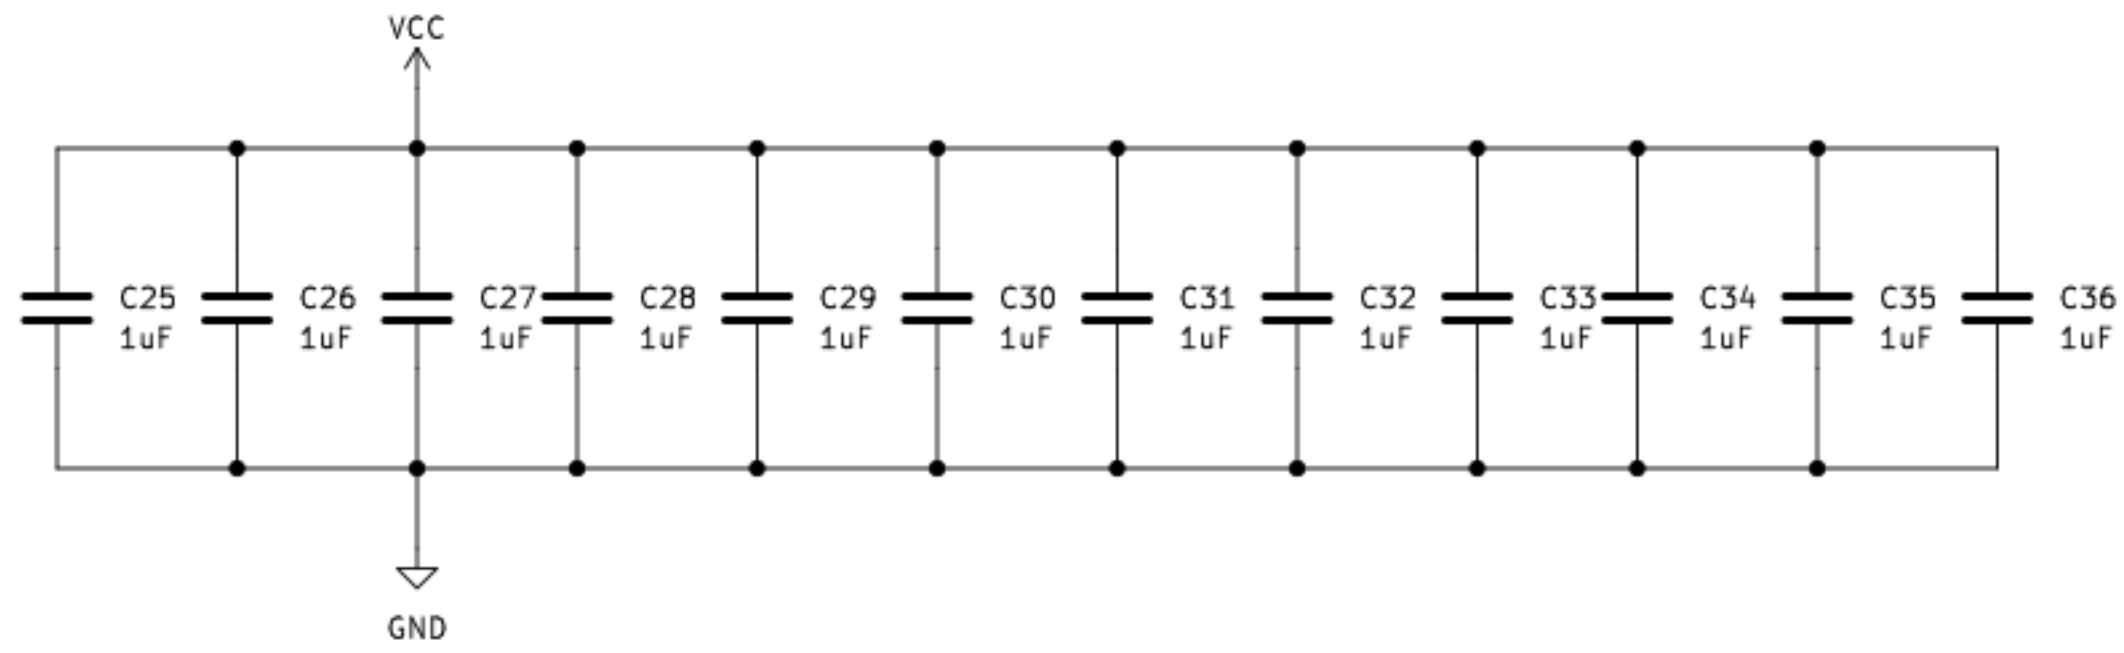 VCC
C25 C26 C27 C28 C29 C30 C31 C32 C33 C34 C35 C36
1uF 1uF 1uF 1uF 1uF 1uF 1uF 1uF 1uF 1uF 1uF 1uF
GND